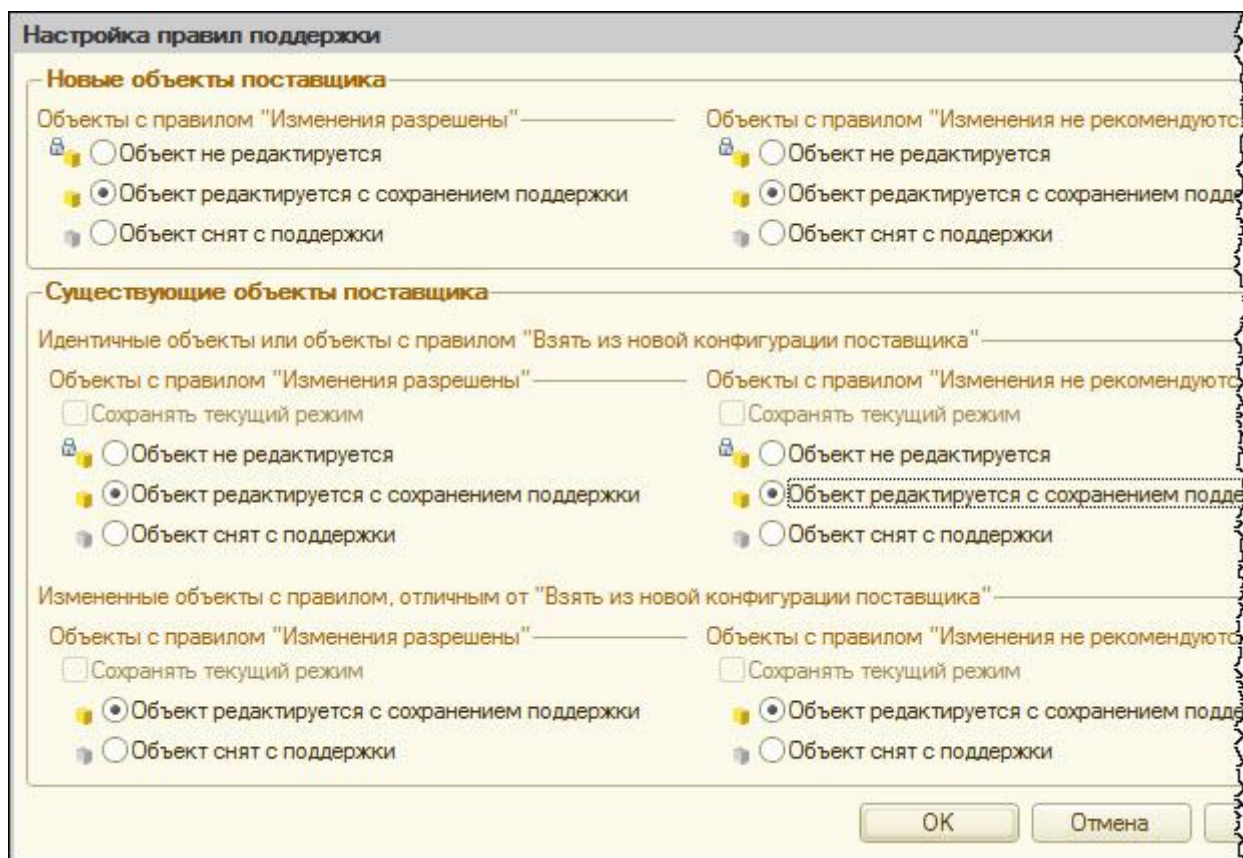 Настройка правил поддержки
Новые объекты поставщика
Объекты с правилом "Изменения разрешены"
Объект не редактируется
Объект редактируется с сохранением поддержки
Объект снят с поддержки
Объекты с правилом "Изменения не рекомендуютс
Объект не редактируется
Объект редактируется с сохранением подде
Объект снят с поддержки
Существующие объекты поставщика
Идентичные объекты или объекты с правилом "Взять из новой конфигурации поставщика"
Объекты с правилом "Изменения разрешены"
Сохранять текущий режим
Объект не редактируется
Объект редактируется с сохранением поддержки
Объект снят с поддержки
Объекты с правилом "Изменения не рекомендуютс
Сохранять текущий режим
Объект не редактируется
Объект редактируется с сохранением подде
Объект снят с поддержки
Измененные объекты с правилом, отличным от "Взять из новой конфигурации поставщика"
Объекты с правилом "Изменения разрешены"
Сохранять текущий режим
Объект редактируется с сохранением поддержки
Объект снят с поддержки
Объекты с правилом "Изменения не рекомендуютс
Сохранять текущий режим
Объект редактируется с сохранением подде
Объект снят с поддержки
OK
Отмена